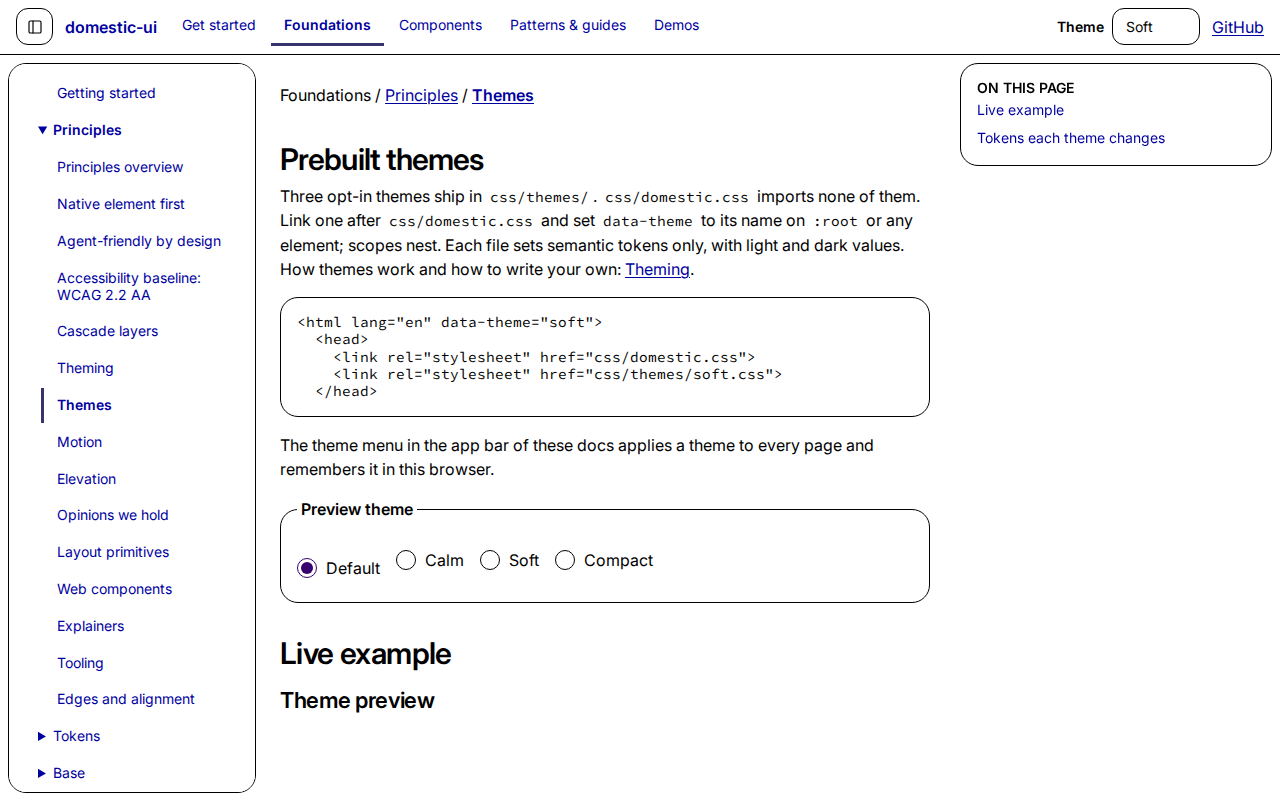 domestic-ui
Get started
Foundations
Components
Patterns & guides
Demos
Theme
Soft
GitHub
Getting started
Principles
Principles overview
Native element first
Agent-friendly by design
Accessibility baseline:
WCAG 2.2 AA
Cascade layers
Theming
Themes
Motion
Elevation
Opinions we hold
Layout primitives
Web components
Explainers
Tooling
Edges and alignment
Tokens
Base
Foundations / Principles / Themes
Prebuilt themes
Three opt-in themes ship in css/themes/. css/domestic.css imports none of them.
Link one after css/domestic.css and set data-theme to its name on :root or any
element; scopes nest. Each file sets semantic tokens only, with light and dark values.
How themes work and how to write your own: Theming.
<html lang="en" data-theme="soft">
  <head>
    <link rel="stylesheet" href="css/domestic.css">
    <link rel="stylesheet" href="css/themes/soft.css">
  </head>
The theme menu in the app bar of these docs applies a theme to every page and
remembers it in this browser.
Preview theme
Default
Calm
Soft
Compact
Live example
Theme preview
ON THIS PAGE
Live example
Tokens each theme changes